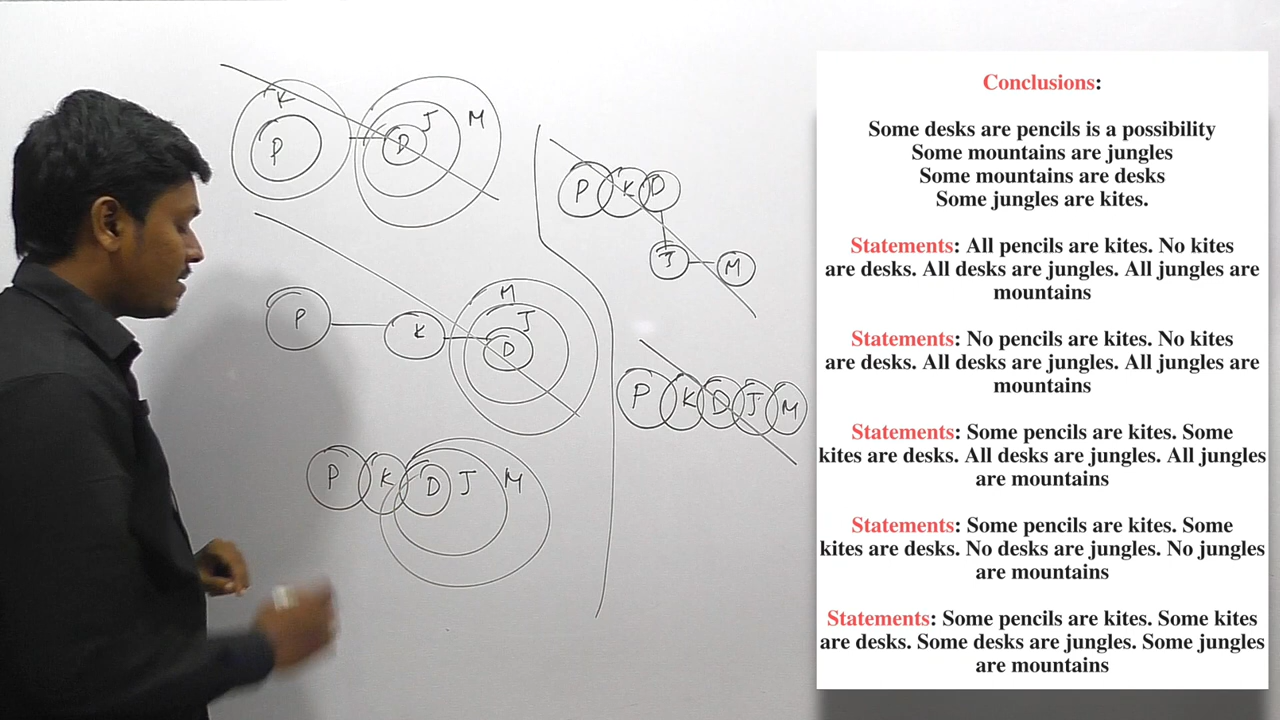 K
P
D
J
M
P
K
D
J
M
P
K
M
J
D
P
K
D
J
M
P
K
D
J
M
Conclusions:
Some desks are pencils is a possibility
Some mountains are jungles
Some mountains are desks
Some jungles are kites.
Statements: All pencils are kites. No kites
are desks. All desks are jungles. All jungles are
mountains
Statements: No pencils are kites. No kites
are desks. All desks are jungles. All jungles are
mountains
Statements: Some pencils are kites. Some
kites are desks. All desks are jungles. All jungles
are mountains
Statements: Some pencils are kites. Some
kites are desks. No desks are jungles. No jungles
are mountains
Statements: Some pencils are kites. Some kites
are desks. Some desks are jungles. Some jungles
are mountains